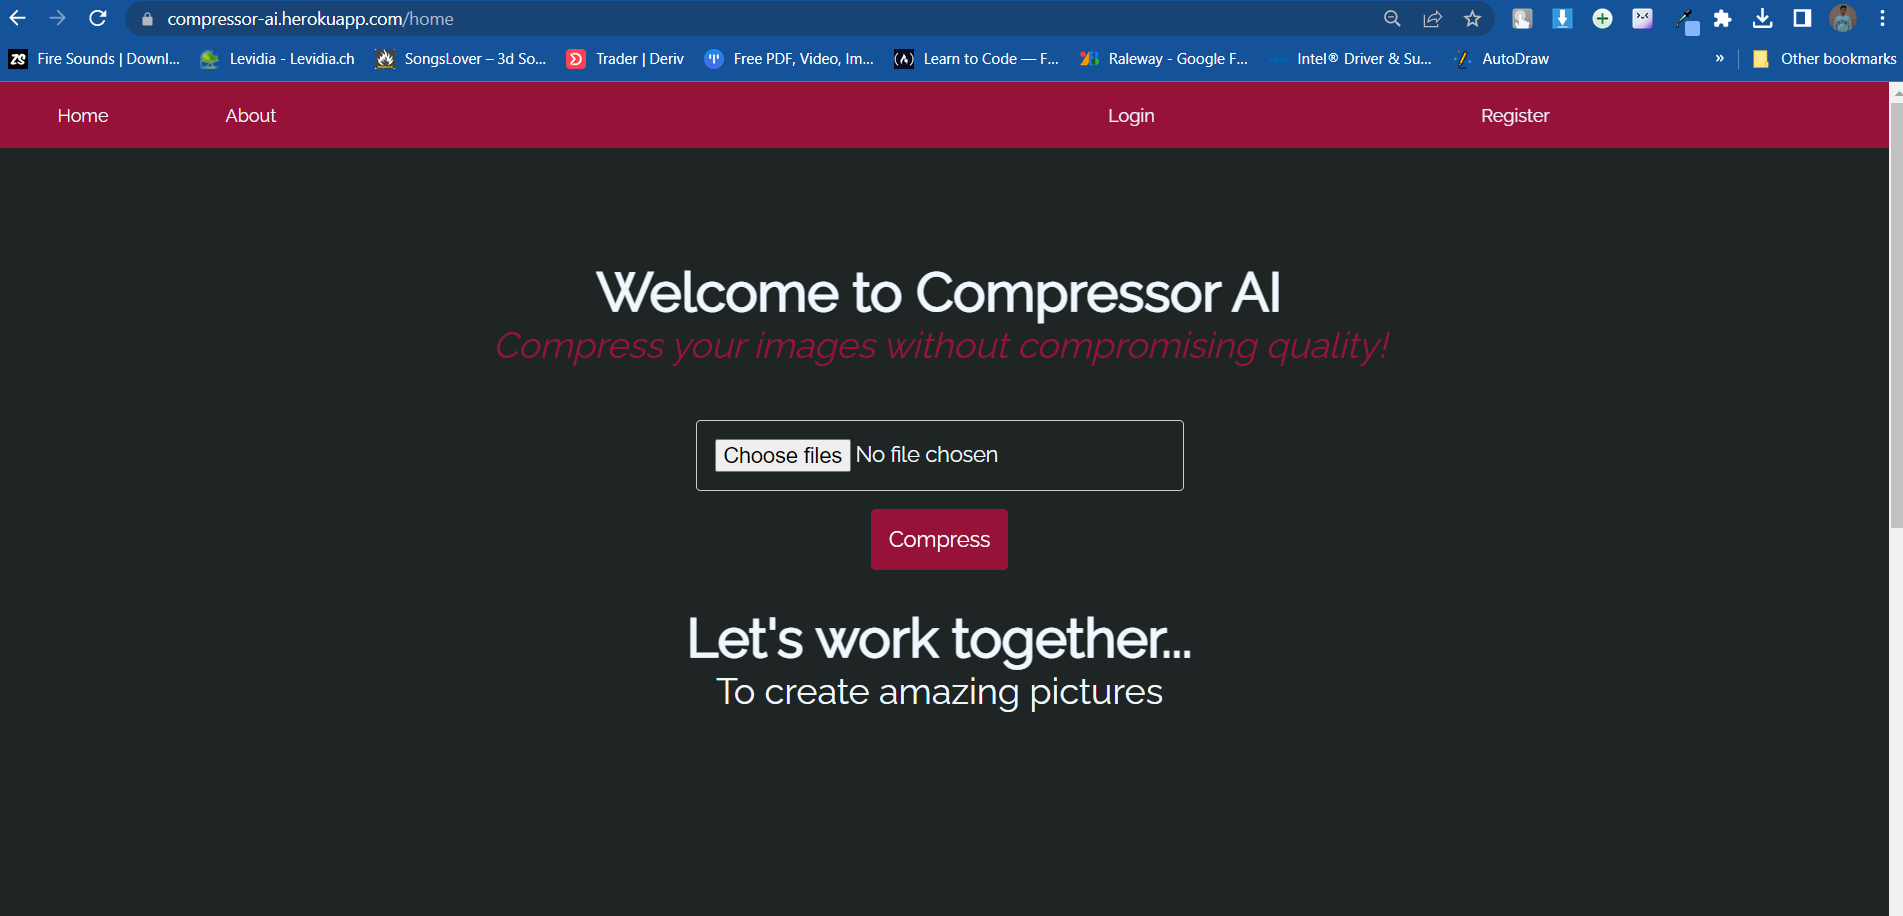 compressor-ai.herokuapp.com/home
Fire Sounds | Downl... Levidia - Levidia.ch SongsLover – 3d So... Trader | Deriv Free PDF, Video, Im... Learn to Code — F... Raleway - Google F... Intel® Driver & Su... AutoDraw » Other bookmarks
Home About Login Register
Welcome to Compressor AI
Compress your images without compromising quality!
Choose files No file chosen
Compress
Let's work together...
To create amazing pictures